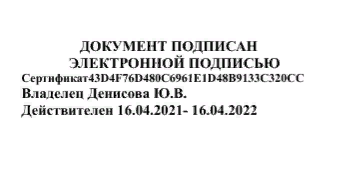 ДОКУМЕНТ ПОДПИСАН
ЭЛЕКТРОННОЙ ПОДПИСЬЮ
Сертификат43D4F76D480C6961E1D48B9133C320CC
Владелец Денисова Ю.В.
Действителен 16.04.2021- 16.04.2022